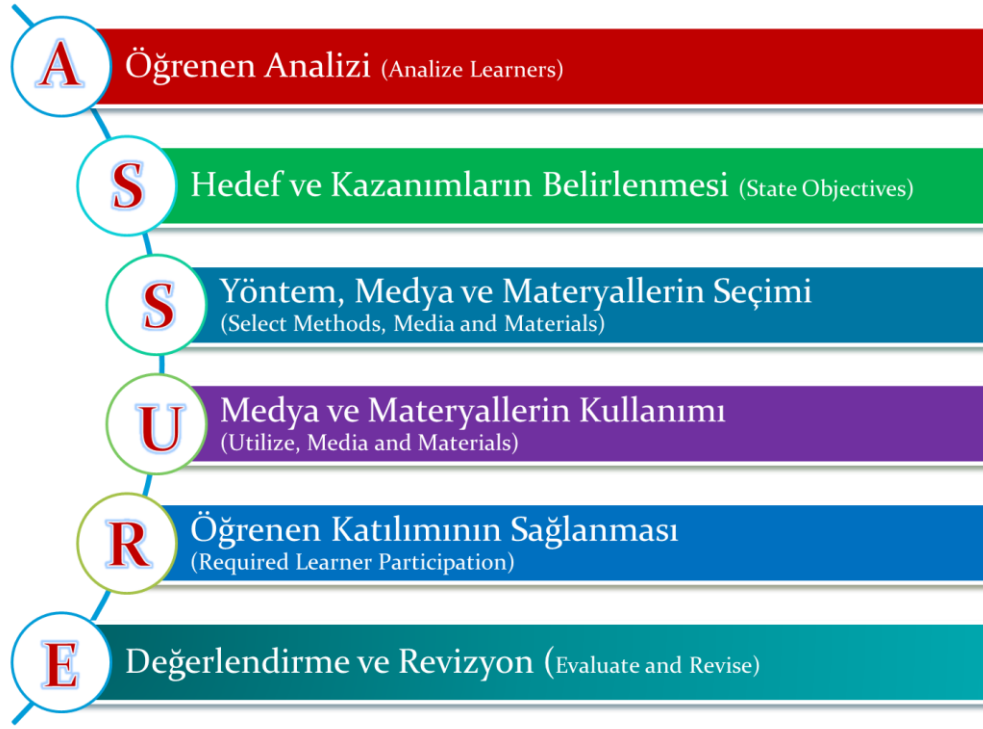 A
Öğrenen Analizi (Analize Learners)
S
Hedef ve Kazanımların Belirlenmesi (State Objectives)
S
Yöntem, Medya ve Materyallerin Seçimi
(Select Methods, Media and Materials)
U
Medya ve Materyallerin Kullanımı
(Utilize, Media and Materials)
R
Öğrenen Katılımının Sağlanması
(Required Learner Participation)
E
Değerlendirme ve Revizyon (Evaluate and Revise)